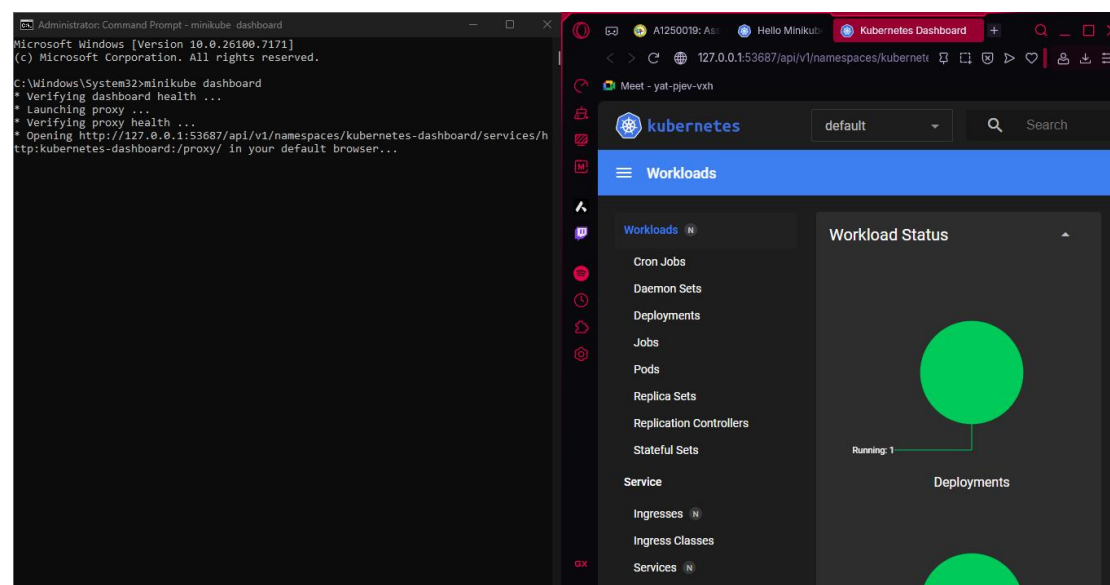 Administrator: Command Prompt - minikube dashboard
Microsoft Windows [Version 10.0.26100.7171]
(c) Microsoft Corporation. All rights reserved.
C:\Windows\System32>minikube dashboard
* Verifying dashboard health ...
* Launching proxy ...
* Verifying proxy health ...
* Opening http://127.0.0.1:53687/api/v1/namespaces/kubernetes-dashboard/services/h
ttp:kubernetes-dashboard:/proxy/ in your default browser...
A1250019: As
Hello Minikub
Kubernetes Dashboard
127.0.0.1:53687/api/v1/namespaces/kubernete
Meet - yat-pjev-vxh
kubernetes
default
Search
Workloads
Workloads N
Cron Jobs
Daemon Sets
Deployments
Jobs
Pods
Replica Sets
Replication Controllers
Stateful Sets
Service
Ingresses N
Ingress Classes
Services N
Workload Status
Running: 1
Deployments
GX